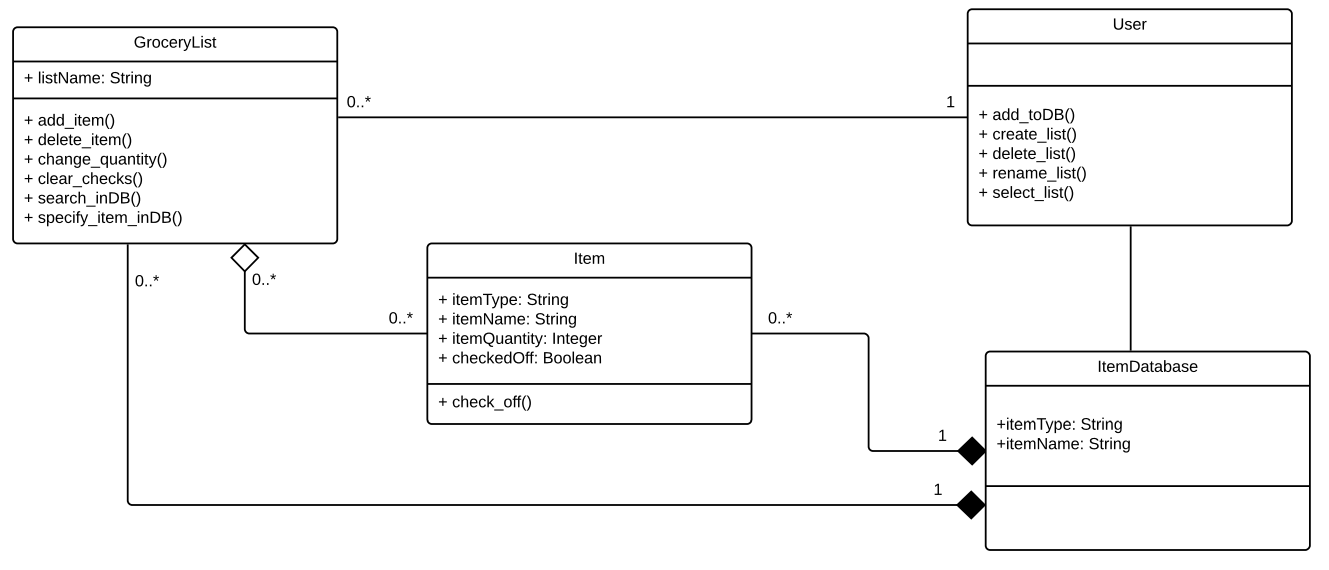 GroceryList
+ listName: String
+ add_item()
+ delete_item()
+ change_quantity()
+ clear_checks()
+ search_inDB()
+ specify_item_inDB()
0..*
1
User
+ add_toDB()
+ create_list()
+ delete_list()
+ rename_list()
+ select_list()
0..*
0..*
0..*
Item
+ itemType: String
+ itemName: String
+ itemQuantity: Integer
+ checkedOff: Boolean
+ check_off()
0..*
1
1
ItemDatabase
+itemType: String
+itemName: String